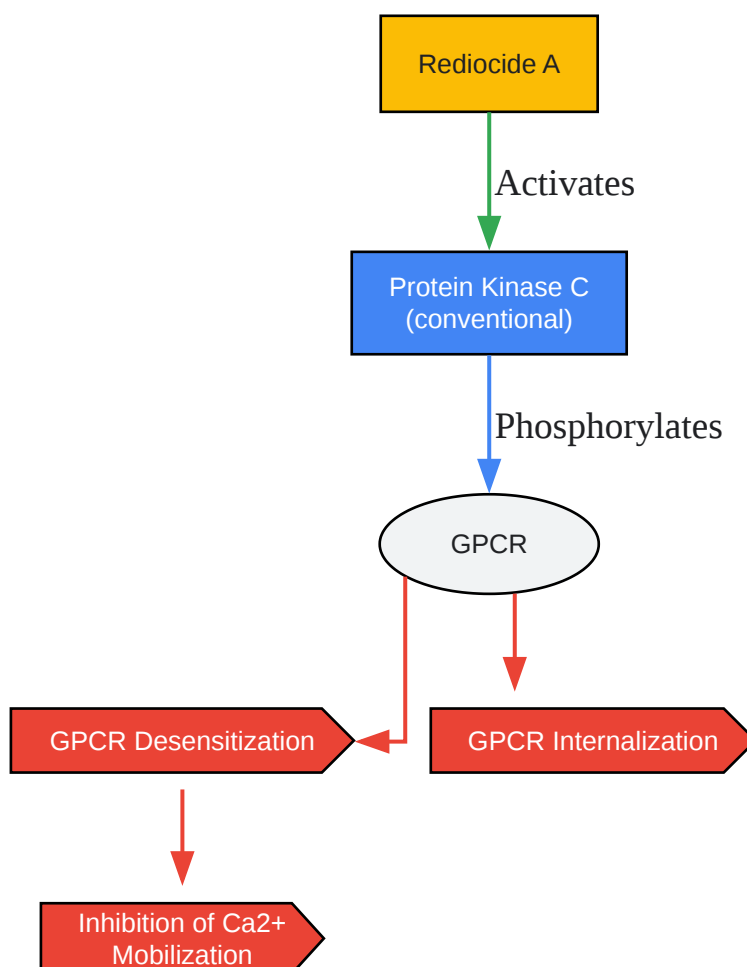 Rediocide A
Activates
Protein Kinase C
(conventional)
Phosphorylates
GPCR
GPCR Desensitization
GPCR Internalization
Inhibition of Ca2+
Mobilization